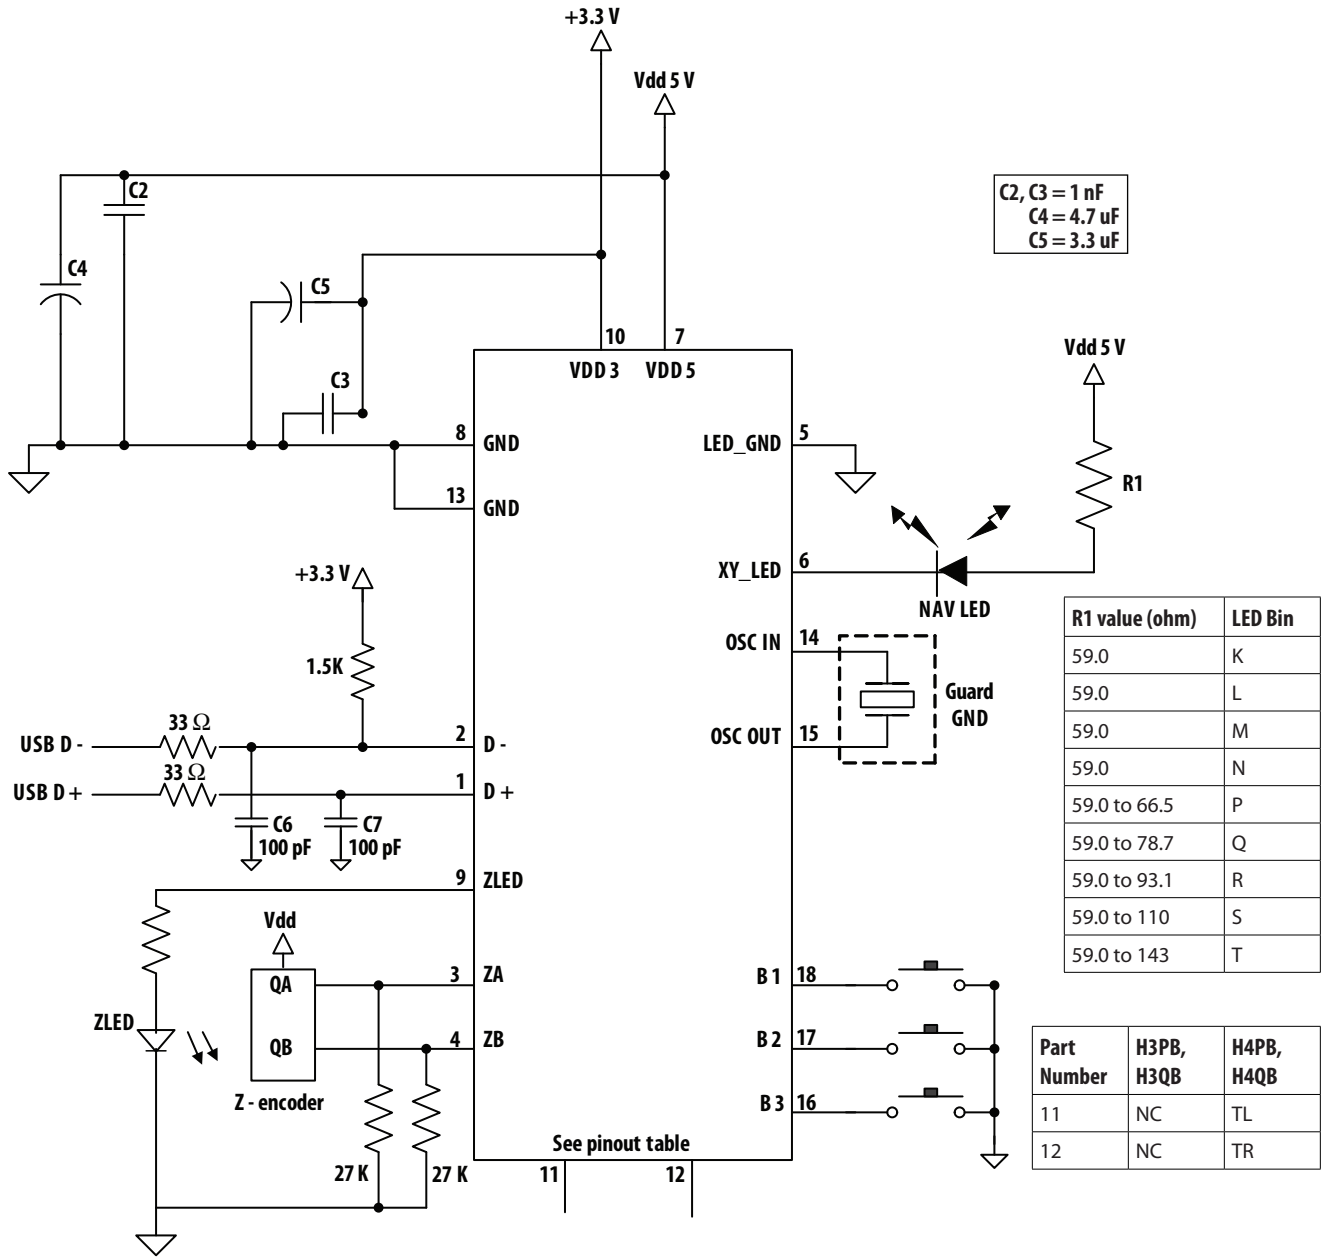 +3.3 V
Vdd 5 V
C2
C2, C3 = 1 nF
C4 = 4.7 uF
C5 = 3.3 uF
C4
C5
10
7
VDD 3
VDD 5
Vdd 5 V
C3
8
GND
LED_GND
5
R1
13
GND
XY_LED
6
NAV LED
+3.3 V
1.5K
OSC IN
14
Guard
GND
OSC OUT
15
USB D -
33 Ω
2
D -
USB D +
33 Ω
1
D +
C6
100 pF
C7
100 pF
9
ZLED
R1 value (ohm) LED Bin
59.0 K
59.0 L
59.0 M
59.0 N
59.0 to 66.5 P
59.0 to 78.7 Q
59.0 to 93.1 R
59.0 to 110 S
59.0 to 143 T
Vdd
QA
3
ZA
B 1
18
ZLED
QB
4
ZB
B 2
17
Z - encoder
B 3
16
27 K
27 K
See pinout table
11
12
Part Number H3PB, H3QB H4PB, H4QB
11 NC TL
12 NC TR